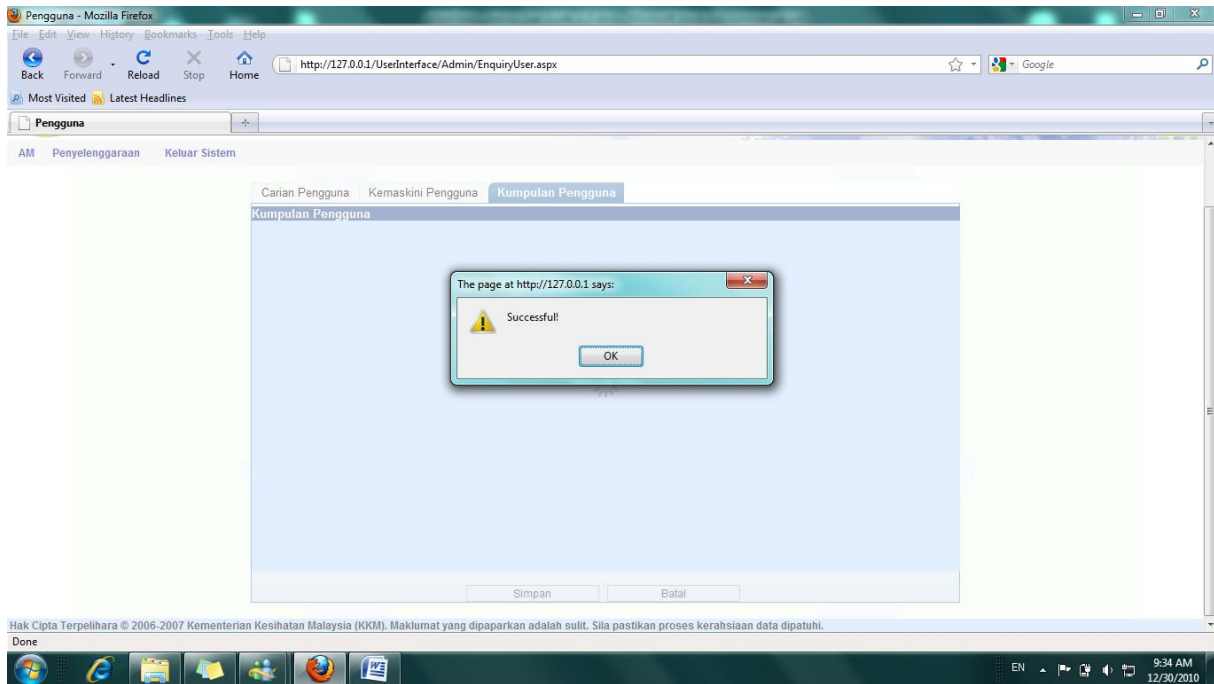 Pengguna - Mozilla Firefox
File Edit View History Bookmarks Tools Help
Back Forward Reload Stop Home http://127.0.0.1/UserInterface/Admin/EnquiryUser.aspx Google
Most Visited Latest Headlines
Pengguna
AM Penyelenggaraan Keluar Sistem
Carian Pengguna Kemaskini Pengguna Kumpulan Pengguna
Kumpulan Pengguna
The page at http://127.0.0.1 says:
Successful!
OK
Simpan Batal
Hak Cipta Terpelihara © 2006-2007 Kementerian Kesihatan Malaysia (KKM). Maklumat yang dipaparkan adalah sulit. Sila pastikan proses kerahsiaan data dipatuhi.
Done
EN 9:34 AM
12/30/2010